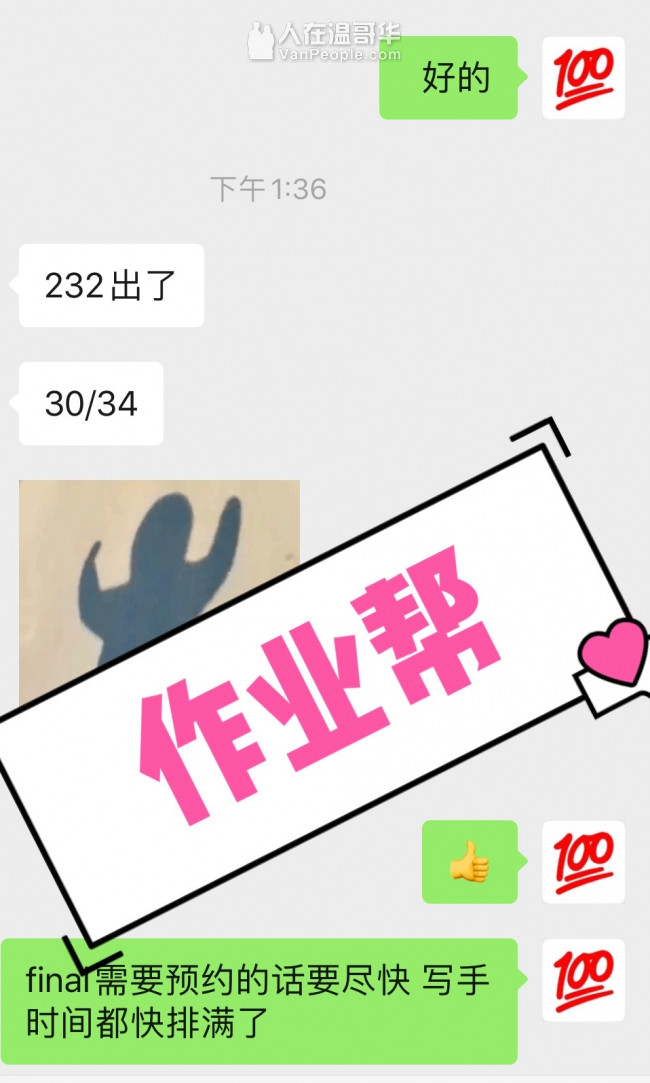 人在温哥华
VanPeople.com
好的
下午1:36
232出了
30/34
作业帮
final需要预约的话要尽快 写手
时间都快排满了